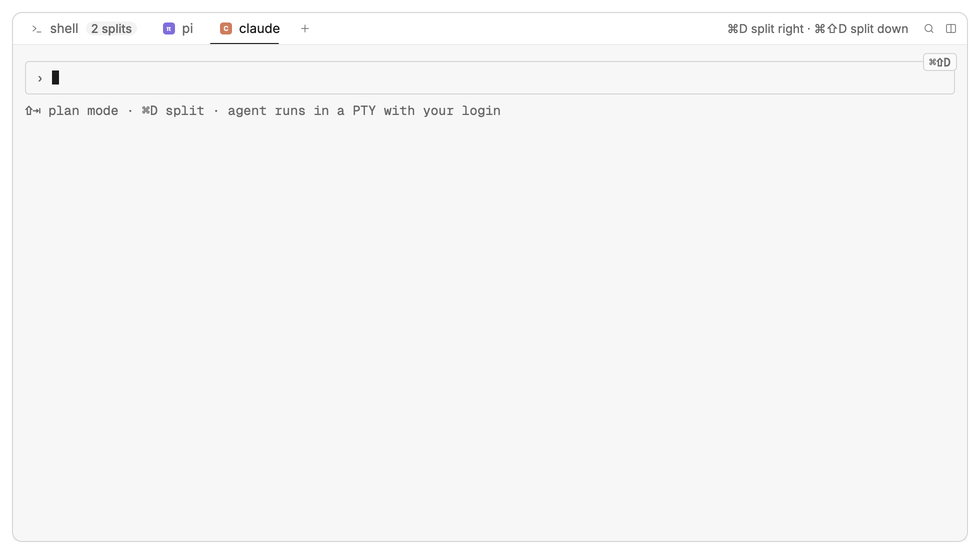 >_ shell 2 splits π pi C claude + ⌘D split right · ⌘⇧D split down
⌘⇧D
›
⇧⇥ plan mode · ⌘D split · agent runs in a PTY with your login